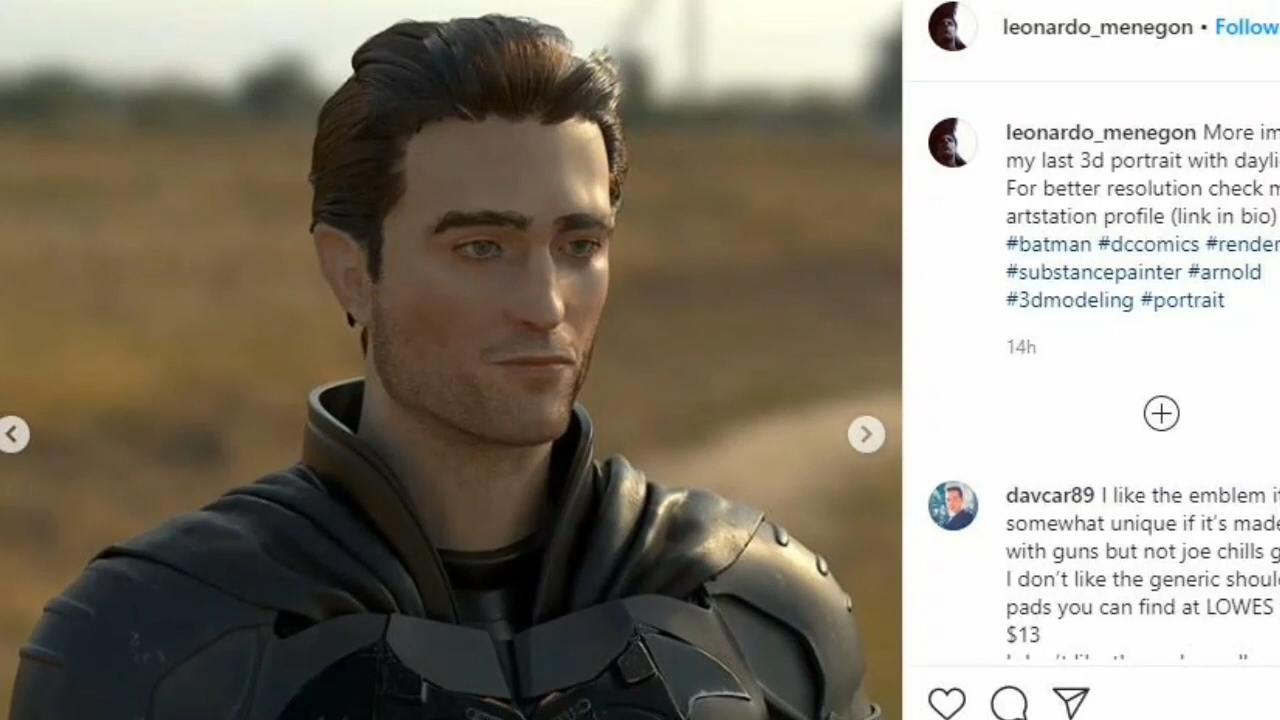 leonardo_menegon • Follow
leonardo_menegon More im
my last 3d portrait with dayli
For better resolution check m
artstation profile (link in bio)
#batman #dccomics #render
#substancepainter #arnold
#3dmodeling #portrait
14h
davcar89 I like the emblem i
somewhat unique if it's made
with guns but not joe chills g
I don't like the generic shoul
pads you can find at LOWES
$13